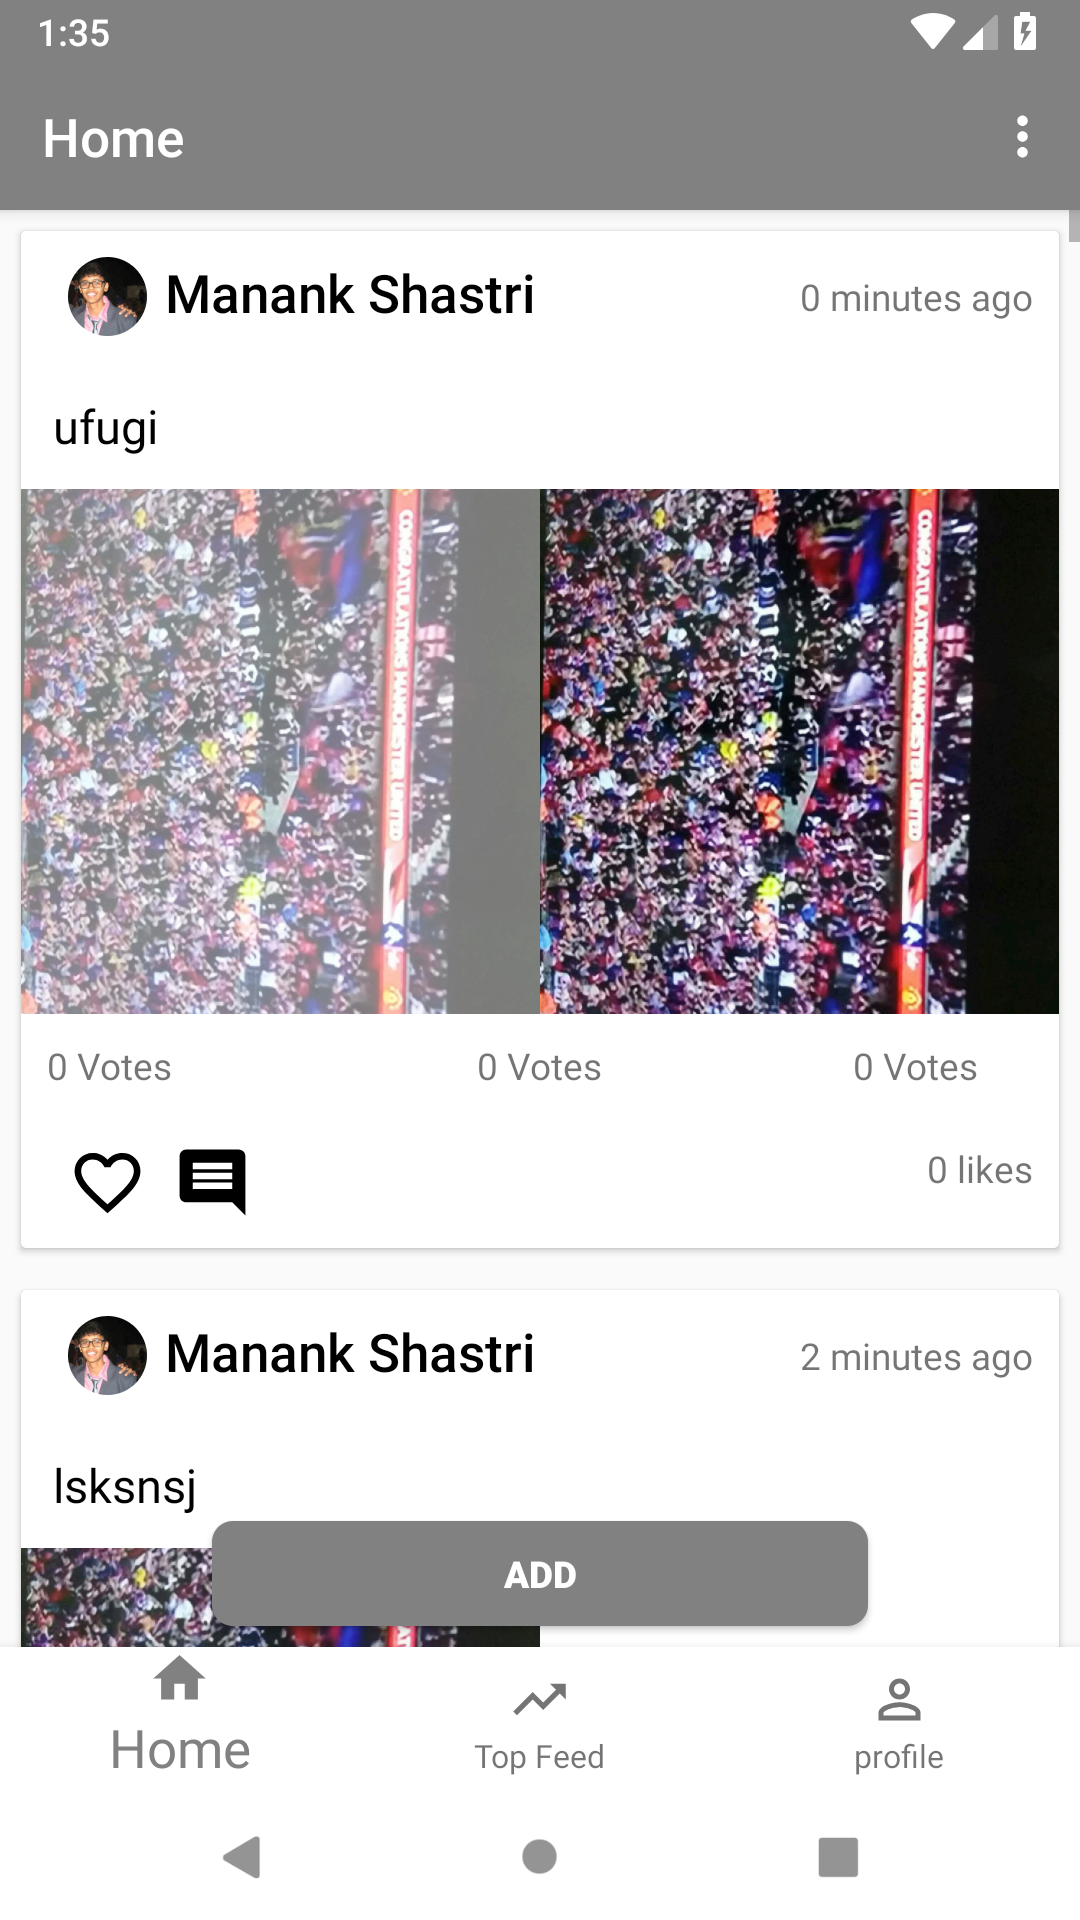 1:35
Home
Manank Shastri
0 minutes ago
ufugi
CONGRATULATIONS MANCHESTER UNITED
CONGRATULATIONS MANCHESTER UNITED
0 Votes
0 Votes
0 Votes
0 likes
Manank Shastri
2 minutes ago
lsksnsj
ADD
Home
Top Feed
profile